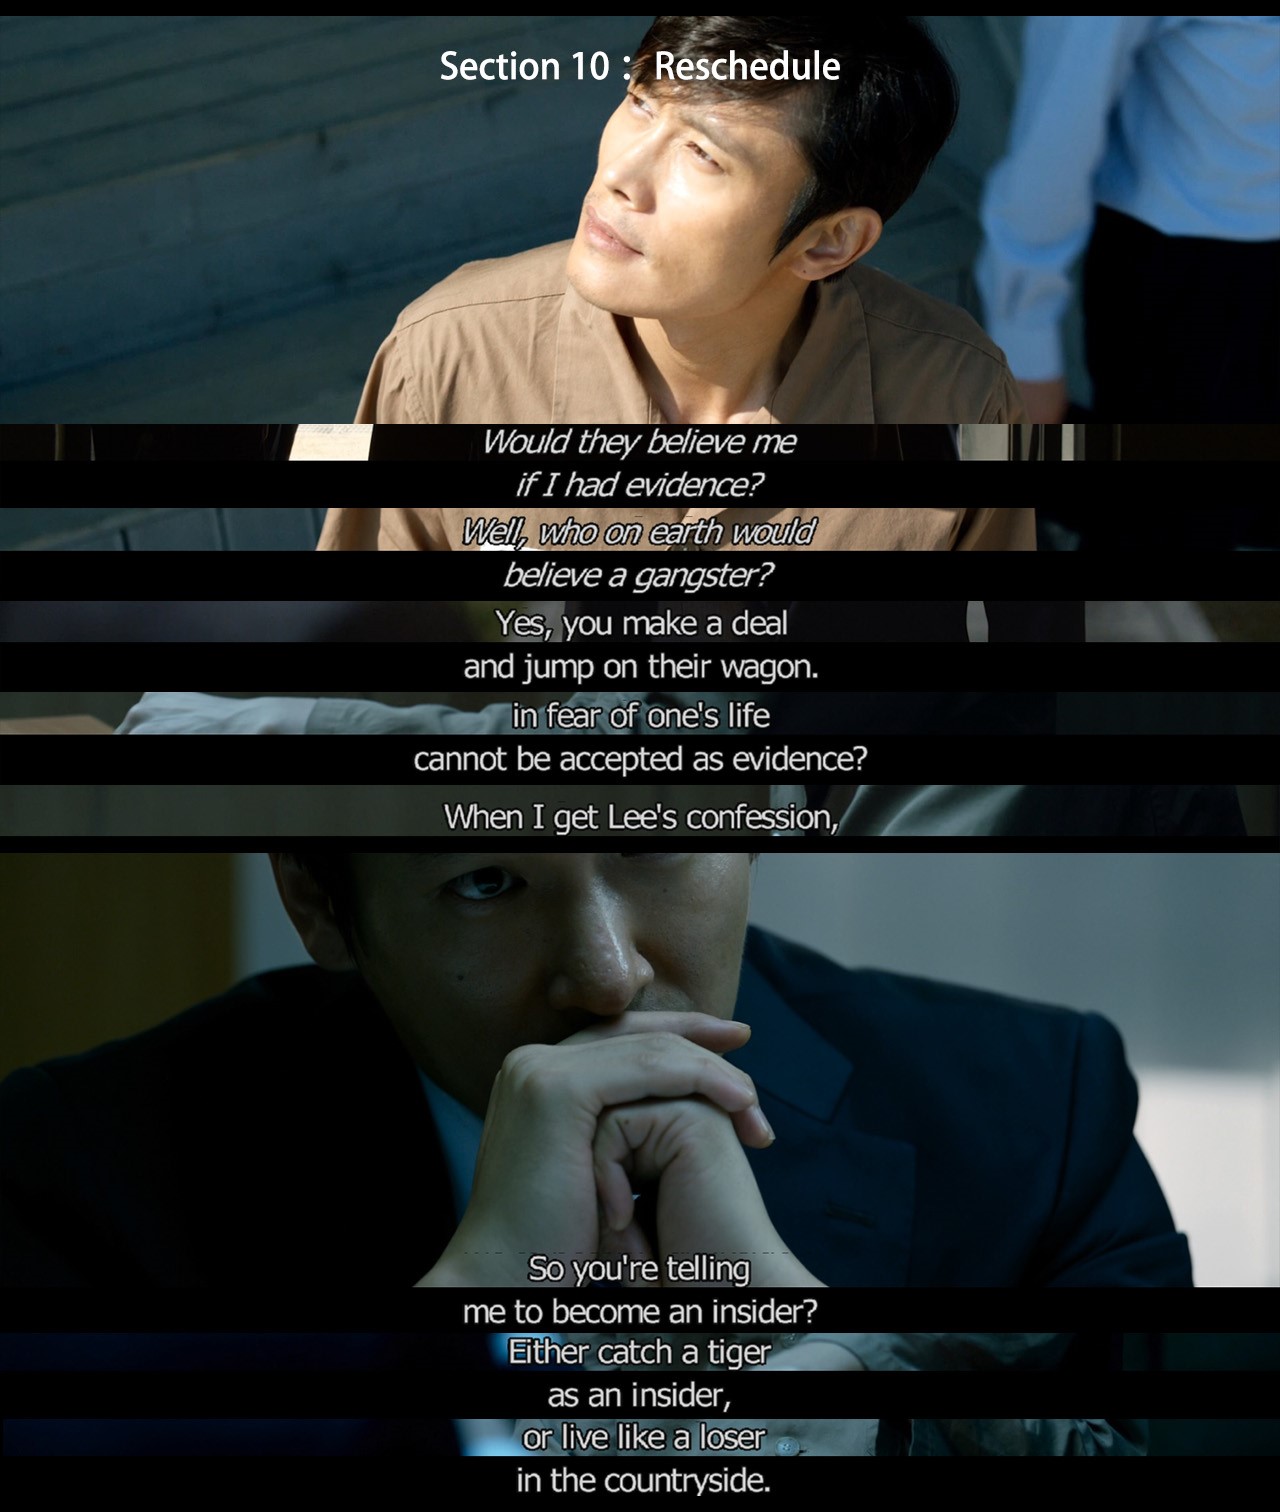 Section 10： Reschedule
Would they believe me
if I had evidence?
Well, who on earth would
believe a gangster?
Yes, you make a deal
and jump on their wagon.
in fear of one's life
cannot be accepted as evidence?
When I get Lee's confession,
So you're telling
me to become an insider?
Either catch a tiger
as an insider,
or live like a loser
in the countryside.